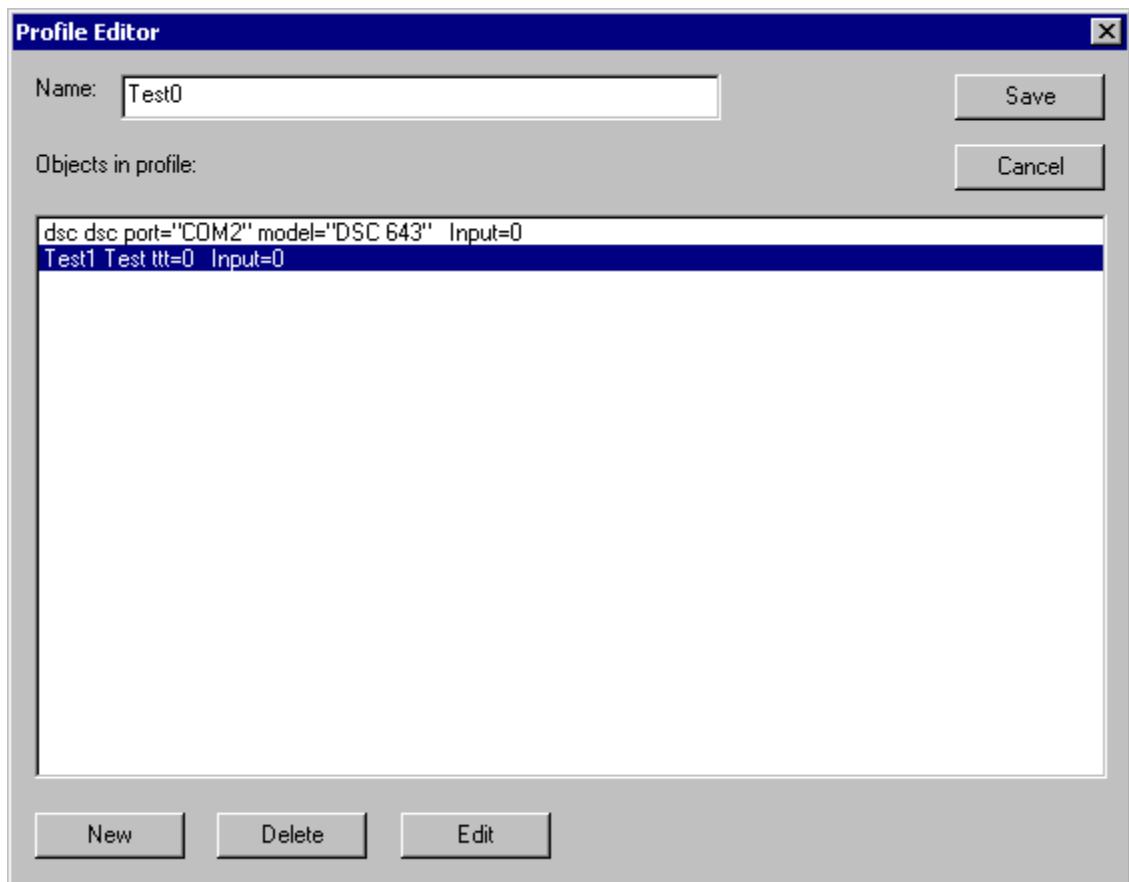 Profile Editor
Name: Test0 Save
Objects in profile: Cancel
dsc dsc port="COM2" model="DSC 643"   Input=0
Test1 Test ttt=0   Input=0
New Delete Edit